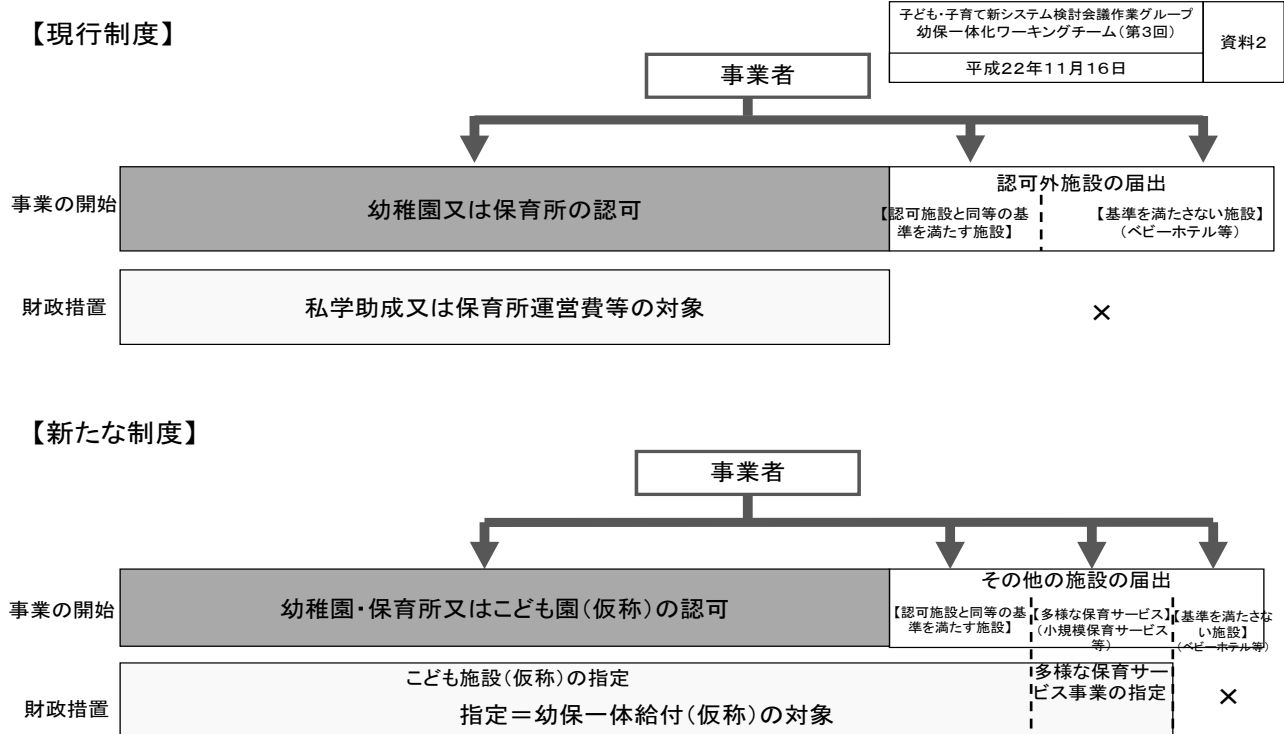 【現行制度】
子ども・子育て新システム検討会議作業グループ
幼保一体化ワーキングチーム(第3回)
資料2
平成22年11月16日
事業者
事業の開始
幼稚園又は保育所の認可
認可外施設の届出
【認可施設と同等の基
準を満たす施設】
【基準を満たさない施設】
(ベビーホテル等)
財政措置
私学助成又は保育所運営費等の対象
×
【新たな制度】
事業者
事業の開始
幼稚園・保育所又はこども園(仮称)の認可
その他の施設の届出
【認可施設と同等の基
準を満たす施設】
【多様な保育サービス】
(小規模保育サービス
等)
【基準を満たさな
い施設】
(ベビーホテル等)
財政措置
こども施設(仮称)の指定
指定=幼保一体給付(仮称)の対象
多様な保育サー
ビス事業の指定
×